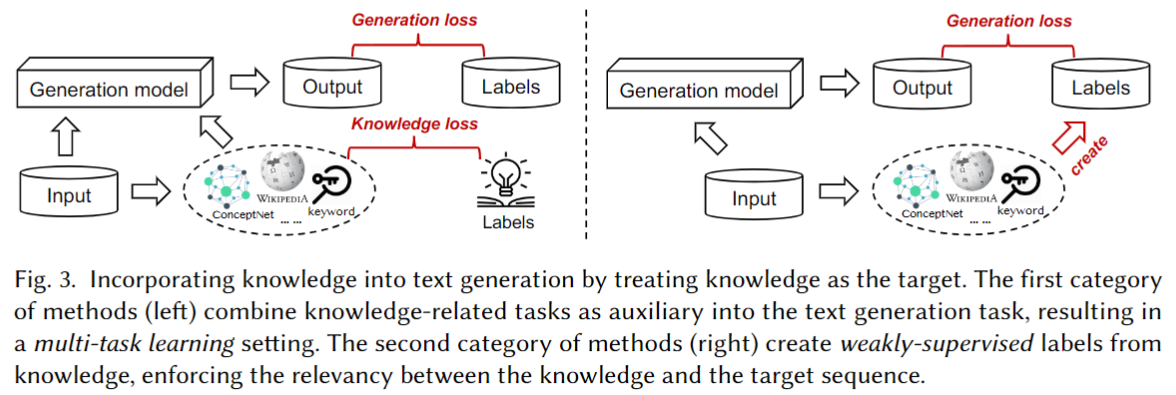 Generation loss
Generation model
Output
Labels
Knowledge loss
Input
WIKIPEDIA
ConceptNet
... ...
keyword
Labels
Generation loss
Generation model
Output
Labels
create
Input
WIKIPEDIA
ConceptNet
... ...
keyword
Fig. 3. Incorporating knowledge into text generation by treating knowledge as the target. The first category
of methods (left) combine knowledge-related tasks as auxiliary into the text generation task, resulting in
a multi-task learning setting. The second category of methods (right) create weakly-supervised labels from
knowledge, enforcing the relevancy between the knowledge and the target sequence.